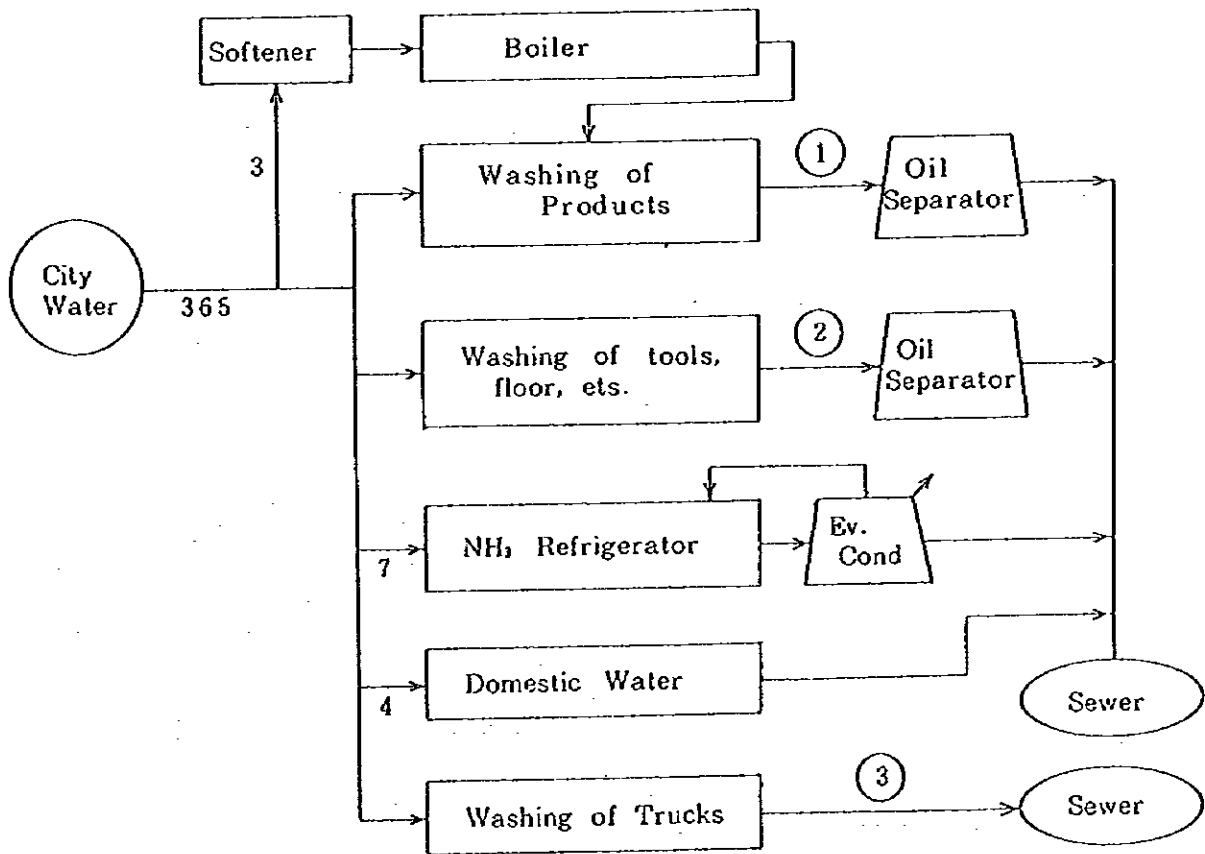 Softener
Boiler
3
Washing of
Products
1
Oil
Separator
City
Water
365
Washing of tools,
floor, ets.
2
Oil
Separator
NH₃ Refrigerator
7
Ev.
Cond
Domestic Water
4
Sewer
Washing of Trucks
3
Sewer